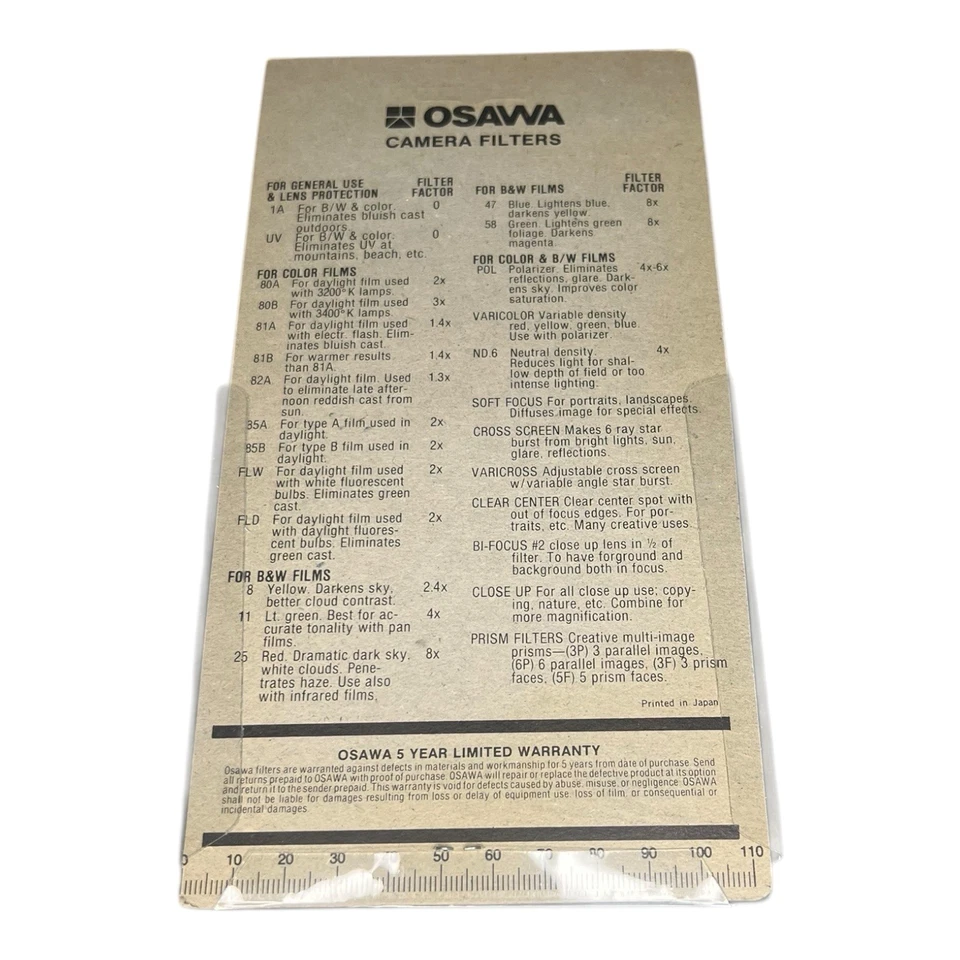 OSAWA
CAMERA FILTERS
FOR GENERAL USE
& LENS PROTECTION
FILTER
FACTOR
1A For B/W & color. 0
Eliminates bluish cast
outdoors.
UV For B/W & color. 0
Eliminates UV at
mountains, beach, etc.
FOR COLOR FILMS
80A For daylight film used 2x
with 3200°K lamps.
80B For daylight film used 3x
with 3400°K lamps.
81A For daylight film used 1.4x
with electr. flash. Elim-
inates bluish cast.
81B For warmer results 1.4x
than 81A.
82A For daylight film. Used 1.3x
to eliminate late after-
noon reddish cast from
sun.
85A For type A film used in 2x
daylight.
85B For type B film used in 2x
daylight.
FLW For daylight film used 2x
with white fluorescent
bulbs. Eliminates green
cast.
FLD For daylight film used 2x
with daylight fluores-
cent bulbs. Eliminates
green cast.
FOR B&W FILMS
8 Yellow. Darkens sky, 2.4x
better cloud contrast.
11 Lt. green. Best for ac- 4x
curate tonality with pan
films.
25 Red. Dramatic dark sky, 8x
white clouds. Pene-
trates haze. Use also
with infrared films.
FOR B&W FILMS
FILTER
FACTOR
47 Blue. Lightens blue, 8x
darkens yellow.
58 Green. Lightens green 8x
foliage. Darkens
magenta.
FOR COLOR & B/W FILMS
POL Polarizer. Eliminates 4x-6x
reflections, glare. Dark-
ens sky. Improves color
saturation.
VARICOLOR Variable density
red, yellow, green, blue.
Use with polarizer.
ND.6 Neutral density. 4x
Reduces light for shal-
low depth of field or too
intense lighting.
SOFT FOCUS For portraits, landscapes.
Diffuses image for special effects.
CROSS SCREEN Makes 6 ray star
burst from bright lights, sun,
glare, reflections.
VARICROSS Adjustable cross screen
w/variable angle star burst.
CLEAR CENTER Clear center spot with
out of focus edges. For por-
traits, etc. Many creative uses
BI-FOCUS #2 close up lens in ½ of
filter. To have forground and
background both in focus.
CLOSE UP For all close up use; copy-
ing, nature, etc. Combine for
more magnification.
PRISM FILTERS Creative multi-image
prisms—(3P) 3 parallel images,
(6P) 6 parallel images, (3F) 3 prism
faces, (5F) 5 prism faces.
Printed in Japan
OSAWA 5 YEAR LIMITED WARRANTY
Osawa filters are warranted against defects in materials and workmanship for 5 years from date of purchase. Send
all returns prepaid to OSAWA with proof of purchase. OSAWA will repair or replace the defective product at its option
and return it to the sender prepaid. This warranty is void for defects caused by abuse, misuse, or negligence. OSAWA
shall not be liable for damages resulting from loss or delay of equipment use, loss of film, or consequential or
incidental damages.
0 10 20 30 50 60 70 90 100 110